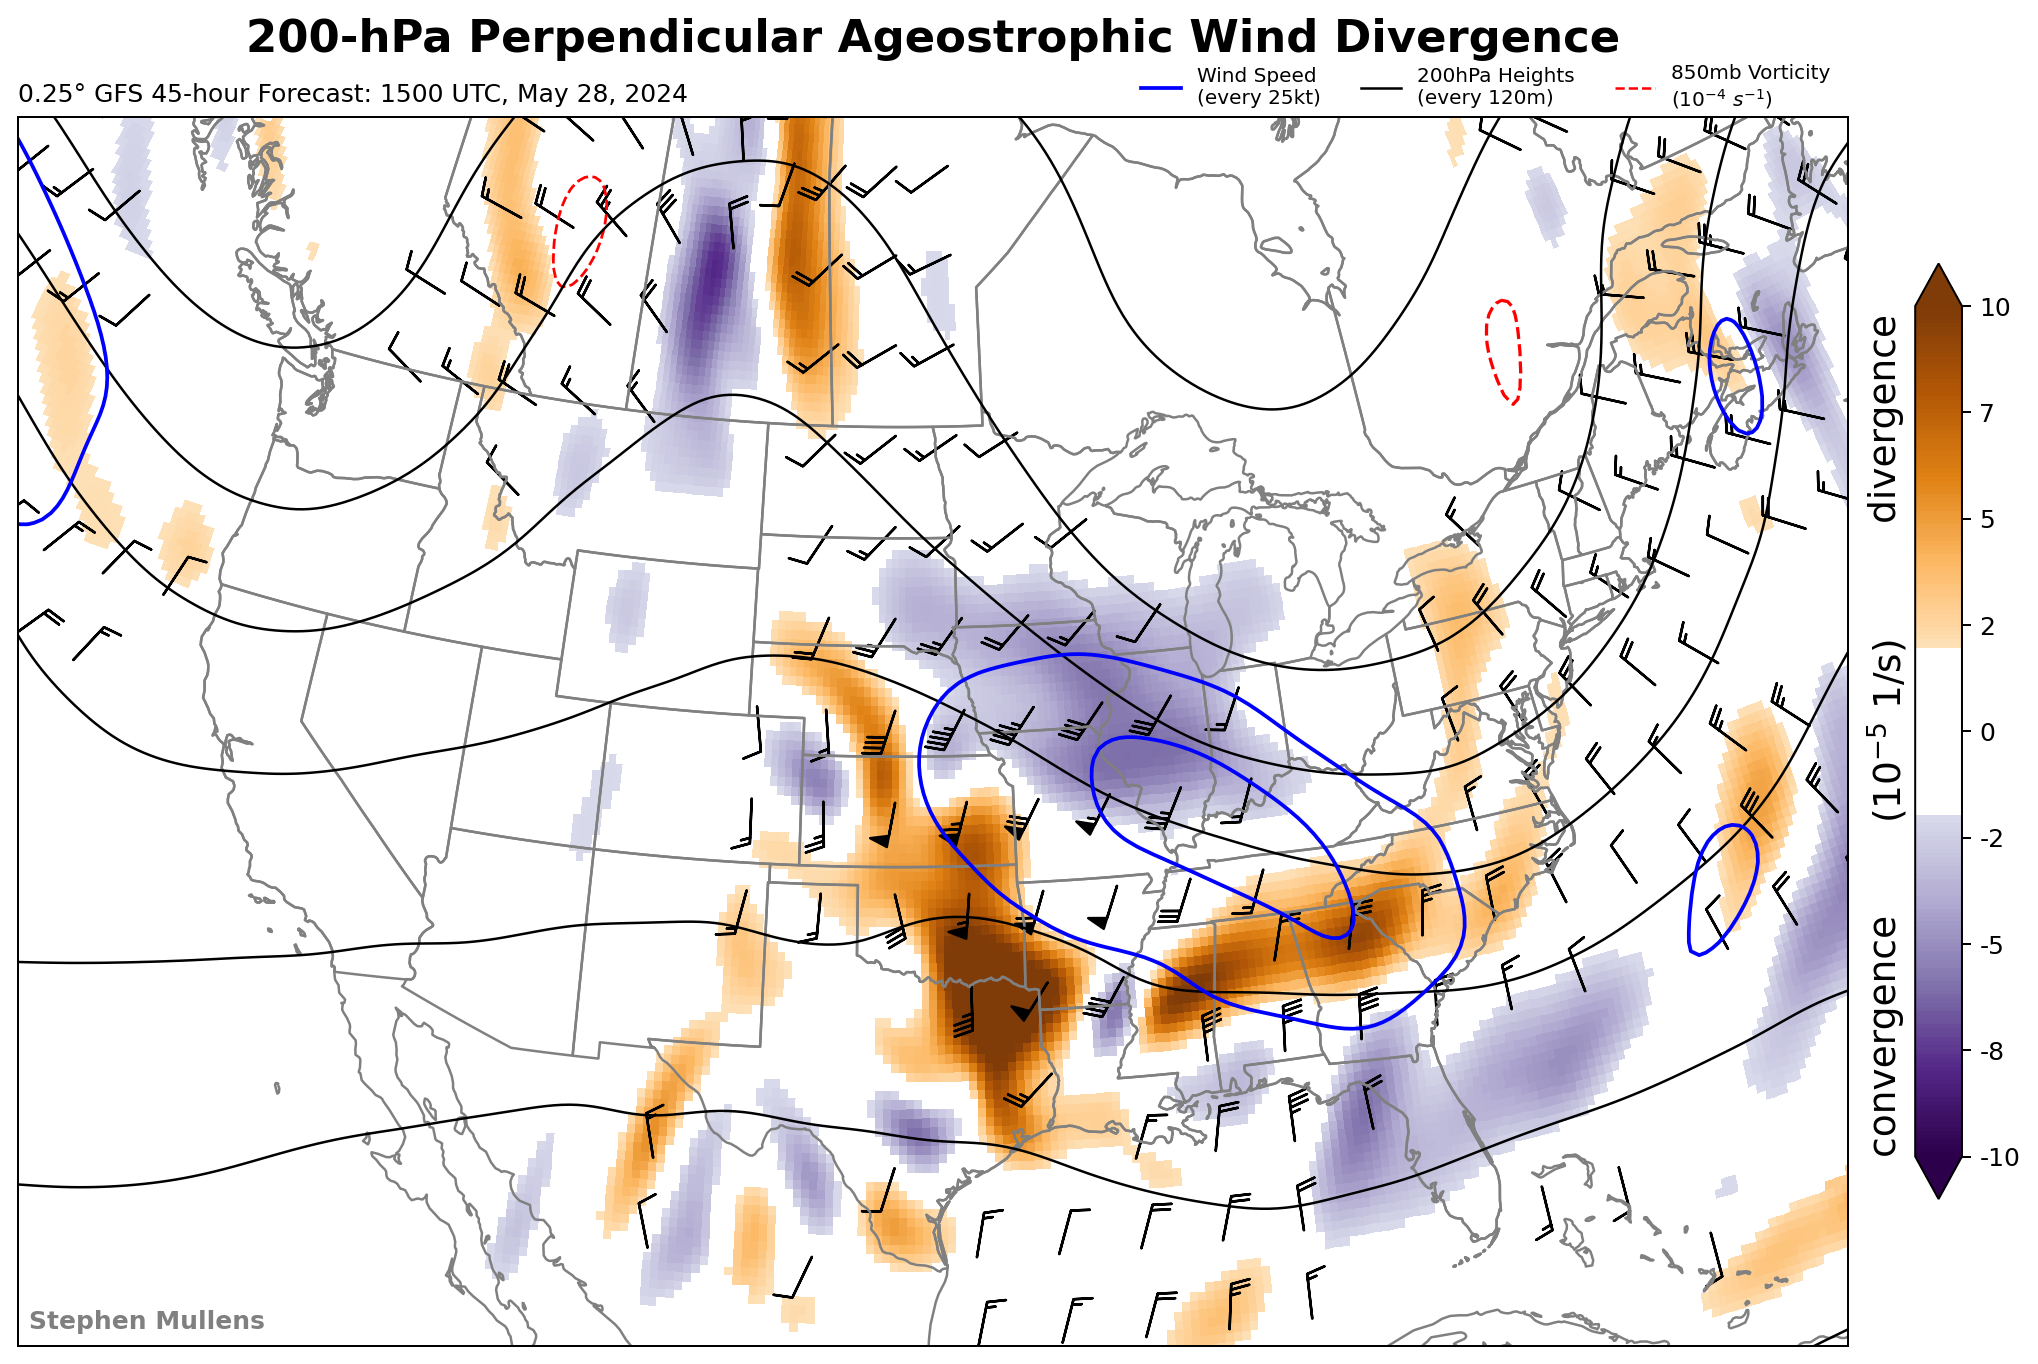 200-hPa Perpendicular Ageostrophic Wind Divergence
0.25° GFS 45-hour Forecast: 1500 UTC, May 28, 2024
Wind Speed
(every 25kt)
200hPa Heights
(every 120m)
850mb Vorticity
(10⁻⁴ s⁻¹)
10
7
5
2
0
-2
-5
-8
-10
convergence (10⁻⁵ 1/s) divergence
Stephen Mullens